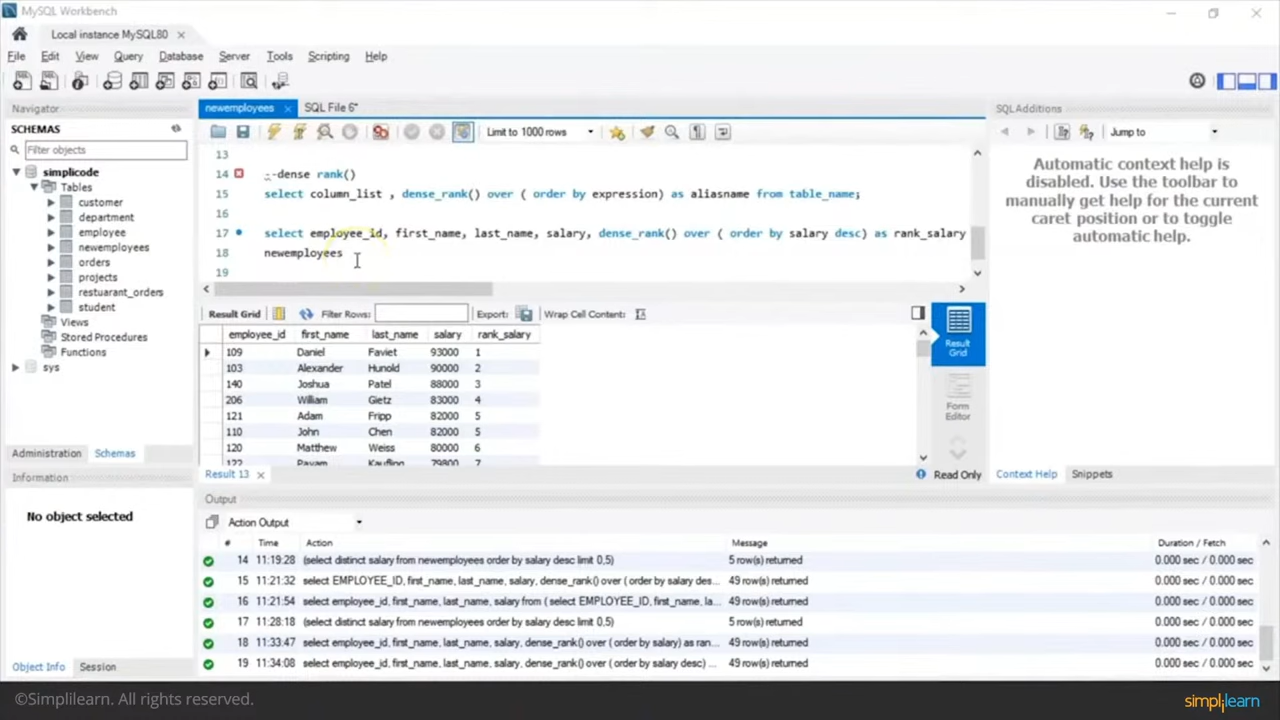 MySQL Workbench
Local instance MySQL80
File Edit View Query Database Server Tools Scripting Help
Navigator
SCHEMAS
Filter objects
simplicode
Tables
customer
department
employee
newemployees
orders
projects
restuarant_orders
student
Views
Stored Procedures
Functions
sys
Administration Schemas
Information
No object selected
Object Info Session
newemployees SQL File 6*
Limit to 1000 rows
13
14 --dense rank()
15 select column_list , dense_rank() over ( order by expression) as aliasname from table_name;
16
17 select employee_id, first_name, last_name, salary, dense_rank() over ( order by salary desc) as rank_salary
18 newemployees
19
Result Grid Filter Rows: Export: Wrap Cell Content:
employee_id first_name last_name salary rank_salary
109 Daniel Faviet 93000 1
103 Alexander Hunold 90000 2
140 Joshua Patel 88000 3
206 William Gietz 83000 4
121 Adam Fripp 82000 5
110 John Chen 82000 5
120 Matthew Weiss 80000 6
122 Payam Kaufling 79800 7
Result Grid
Form Editor
Result 13
Read Only
SQLAdditions
Jump to
Automatic context help is
disabled. Use the toolbar to
manually get help for the current
caret position or to toggle
automatic help.
Context Help Snippets
Output
Action Output
# Time Action Message Duration / Fetch
14 11:19:28 (select distinct salary from newemployees order by salary desc limit 0,5) 5 row(s) returned 0.000 sec / 0.000 sec
15 11:21:32 select EMPLOYEE_ID, first_name, last_name, salary, dense_rank() over ( order by salary des... 49 row(s) returned 0.000 sec / 0.000 sec
16 11:21:54 select employee_id, first_name, last_name, salary from ( select EMPLOYEE_ID, first_name, la... 49 row(s) returned 0.000 sec / 0.000 sec
17 11:28:18 (select distinct salary from newemployees order by salary desc limit 0,5) 5 row(s) returned 0.000 sec / 0.000 sec
18 11:33:47 select employee_id, first_name, last_name, salary, dense_rank() over ( order by salary) as ran... 49 row(s) returned 0.000 sec / 0.000 sec
19 11:34:08 select employee_id, first_name, last_name, salary, dense_rank() over ( order by salary desc) ... 49 row(s) returned 0.000 sec / 0.000 sec
©Simplilearn. All rights reserved.
simplilearn